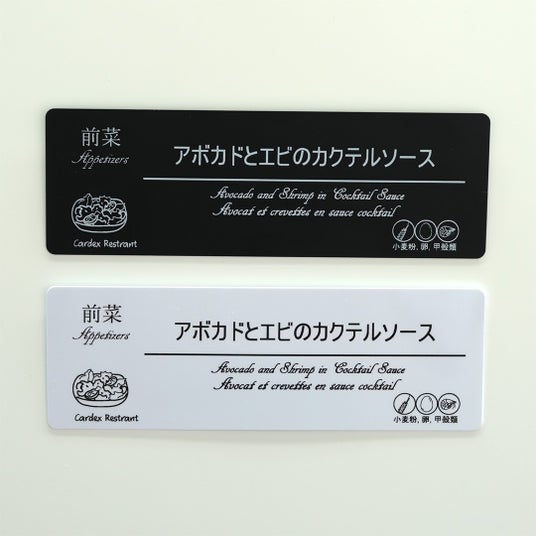 前菜
Appetizers
アボカドとエビのカクテルソース
Avocado and Shrimp in Cocktail Sauce
Avocat et crevettes en sauce cocktail
Cardex Restrant
小麦粉, 卵, 甲殻類
前菜
Appetizers
アボカドとエビのカクテルソース
Avocado and Shrimp in Cocktail Sauce
Avocat et crevettes en sauce cocktail
Cardex Restrant
小麦粉, 卵, 甲殻類